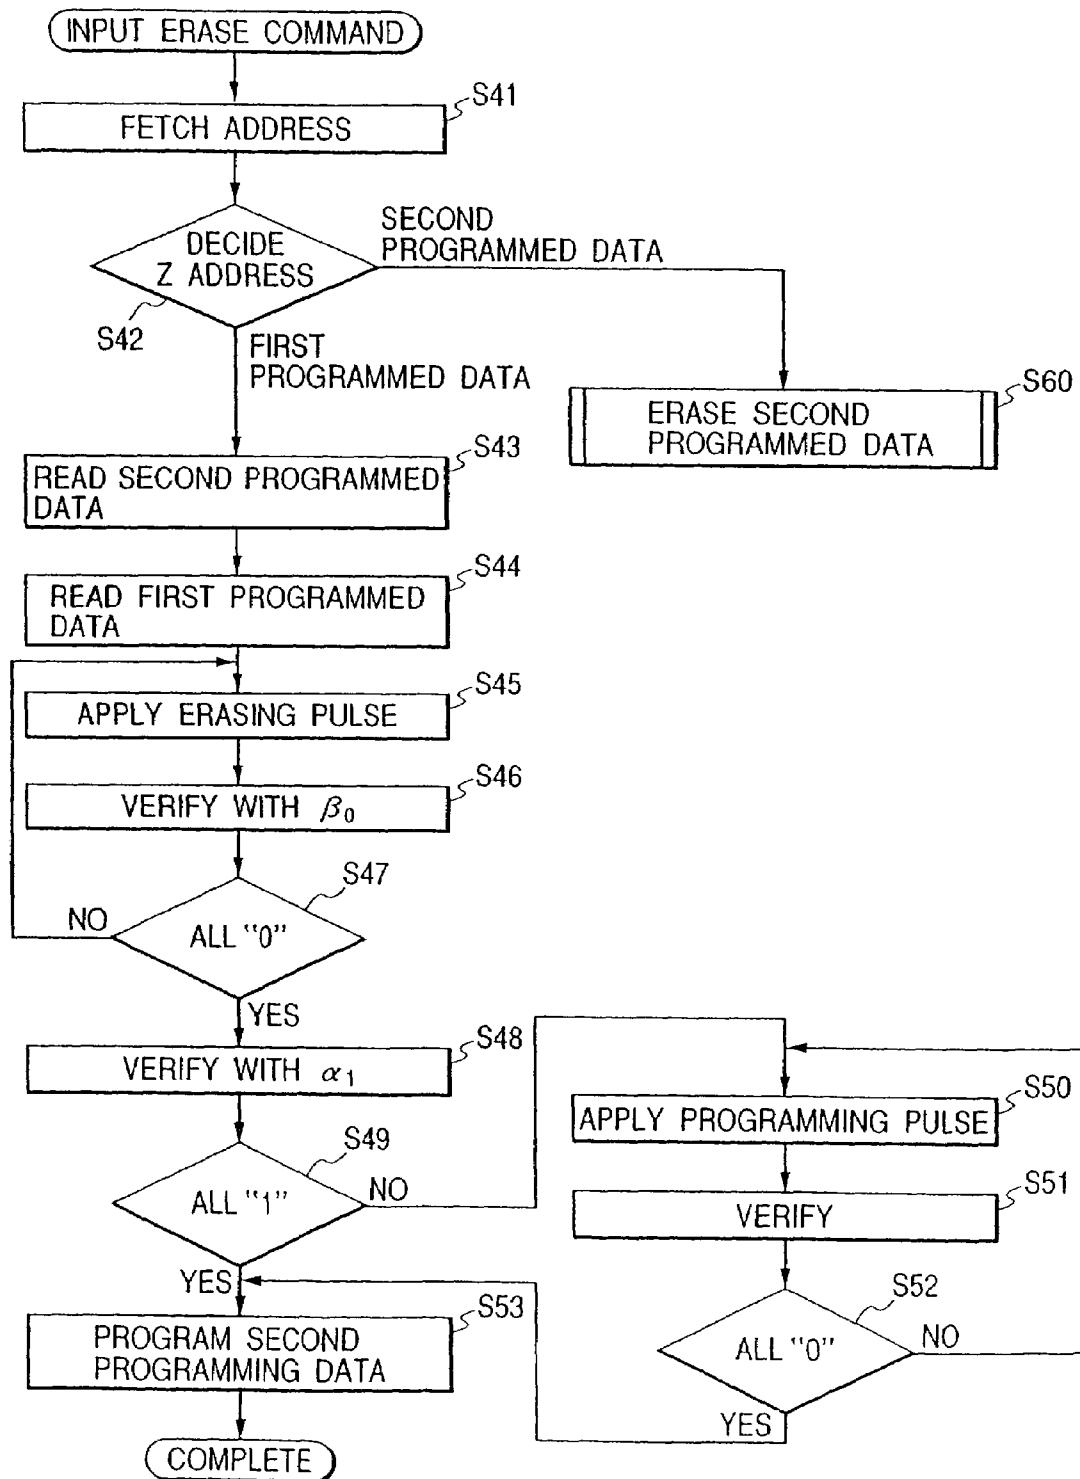 INPUT ERASE COMMAND
S41
FETCH ADDRESS
DECIDE
Z ADDRESS
S42
SECOND
PROGRAMMED DATA
FIRST
PROGRAMMED DATA
S60
ERASE SECOND
PROGRAMMED DATA
S43
READ SECOND PROGRAMMED
DATA
S44
READ FIRST PROGRAMMED
DATA
S45
APPLY ERASING PULSE
S46
VERIFY WITH β0
S47
ALL "0"
NO
YES
S48
VERIFY WITH α1
S49
ALL "1"
NO
YES
S50
APPLY PROGRAMMING PULSE
S51
VERIFY
S52
ALL "0"
NO
YES
S53
PROGRAM SECOND
PROGRAMMING DATA
COMPLETE